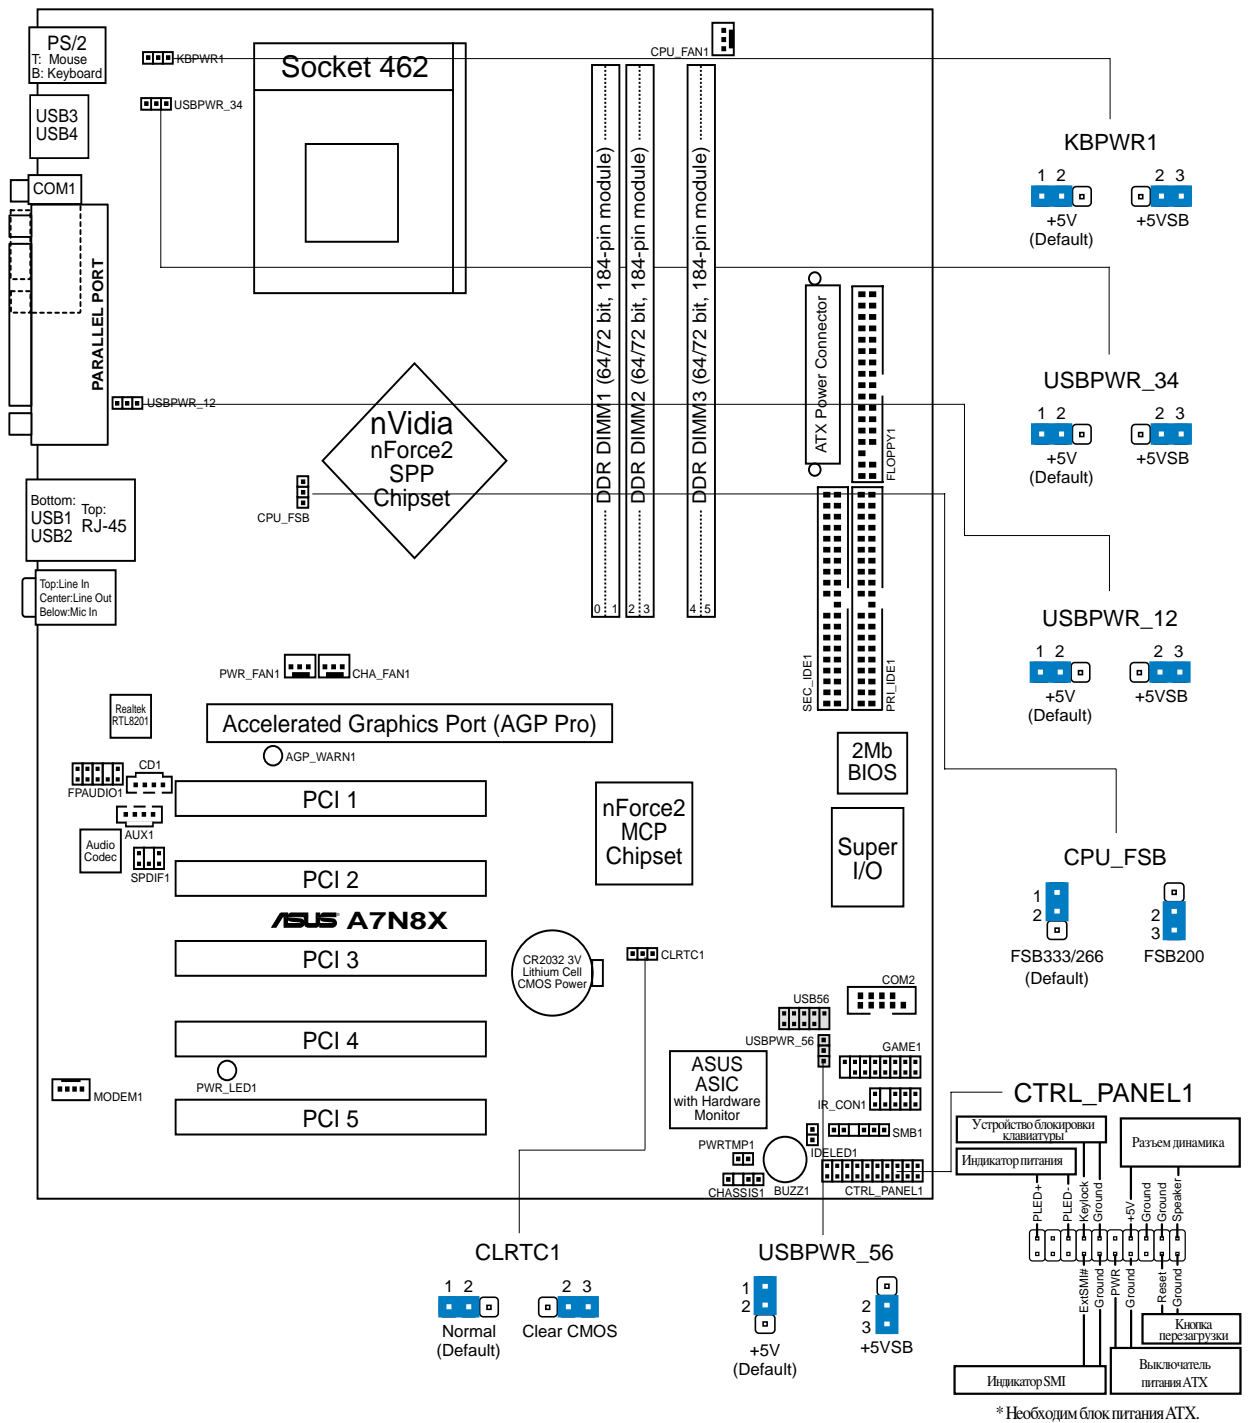 PS/2
T: Mouse
B: Keyboard
KBPWR1
Socket 462
CPU_FAN1
USBPWR_34
USB3
USB4
COM1
PARALLEL PORT
USBPWR_12
DDR DIMM1 (64/72 bit, 184-pin module)
DDR DIMM2 (64/72 bit, 184-pin module)
DDR DIMM3 (64/72 bit, 184-pin module)
0 1
2 3
4 5
ATX Power Connector
FLOPPY1
nVidia
nForce2
SPP
Chipset
CPU_FSB
Bottom:
USB1
USB2
Top:
RJ-45
Top:Line In
Center:Line Out
Below:Mic In
SEC_IDE1
PRI_IDE1
PWR_FAN1
CHA_FAN1
Realtek
RTL8201
Accelerated Graphics Port (AGP Pro)
AGP_WARN1
2Mb
BIOS
CD1
FPAUDIO1
PCI 1
AUX1
nForce2
MCP
Chipset
Super
I/O
Audio
Codec
SPDIF1
PCI 2
ASUS A7N8X
PCI 3
CR2032 3V
Lithium Cell
CMOS Power
CLRTC1
COM2
USB56
PCI 4
USBPWR_56
GAME1
PWR_LED1
MODEM1
ASUS
ASIC
with Hardware
Monitor
IR_CON1
PCI 5
SMB1
PWRTMP1
IDELED1
CHASSIS1
BUZZ1
CTRL_PANEL1
KBPWR1
1 2
2 3
+5V
(Default)
+5VSB
USBPWR_34
1 2
2 3
+5V
(Default)
+5VSB
USBPWR_12
1 2
2 3
+5V
(Default)
+5VSB
CPU_FSB
1
2
2
3
FSB333/266
(Default)
FSB200
CTRL_PANEL1
Устройство блокировки
клавиатуры
Разъем динамика
Индикатор питания
PLED+
PLED-
Keylock
Ground
+5V
Ground
Ground
Speaker
ExtSMI#
Ground
PWR
Ground
Reset
Ground
Кнопка
перезагрузки
Выключатель
питания ATX
Индикатор SMI
* Необходим блок питания ATX.
CLRTC1
1 2
2 3
Normal
(Default)
Clear CMOS
USBPWR_56
1
2
2
3
+5V
(Default)
+5VSB